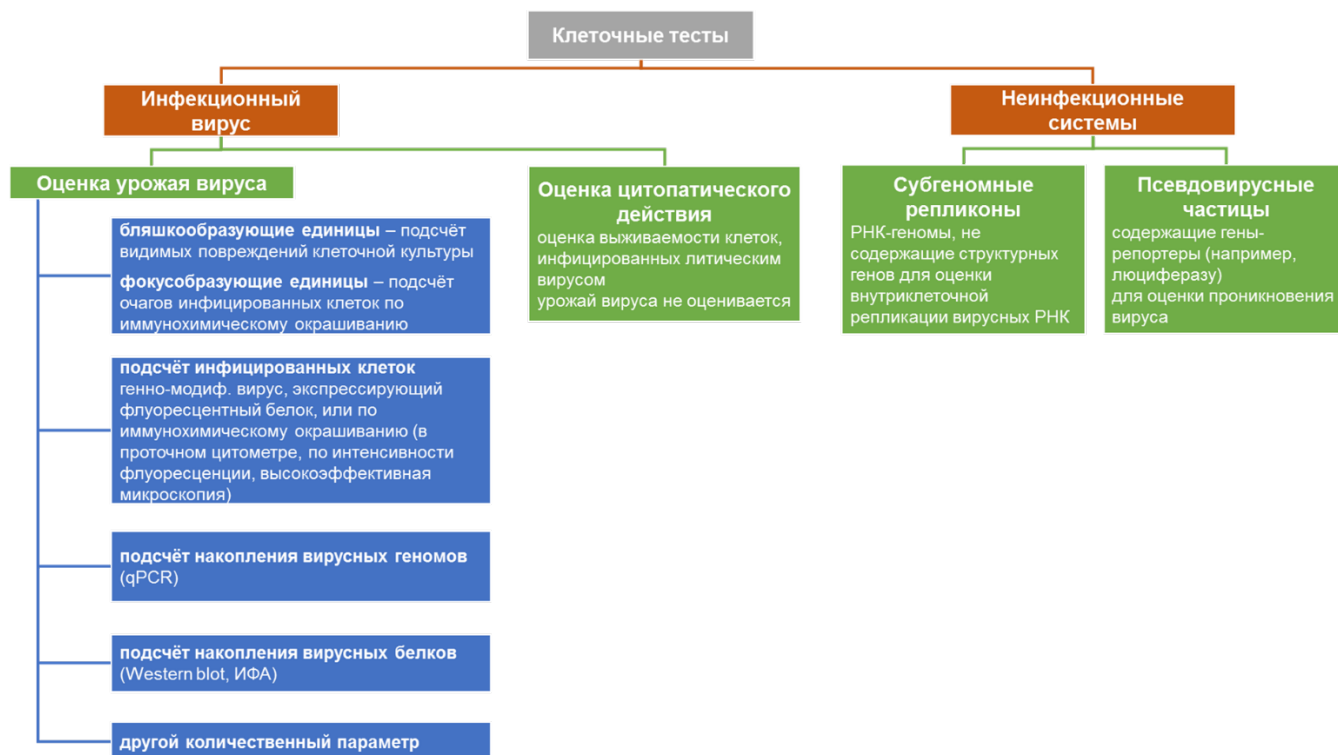 Клеточные тесты
Инфекционный
вирус
Неинфекционные
системы
Оценка урожая вируса
бляшкообразующие единицы – подсчёт
видимых повреждений клеточной культуры
фокусобразующие единицы – подсчёт
очагов инфицированных клеток по
иммунохимическому окрашиванию
подсчёт инфицированных клеток
генно-модиф. вирус, экспрессирующий
флуоресцентный белок, или по
иммунохимическому окрашиванию (в
проточном цитометре, по интенсивности
флуоресценции, высокоэффективная
микроскопия)
подсчёт накопления вирусных геномов
(qPCR)
подсчёт накопления вирусных белков
(Western blot, ИФА)
другой количественный параметр
Оценка цитопатического
действия
оценка выживаемости клеток,
инфицированных литическим
вирусом
урожай вируса не оценивается
Субгеномные
репликоны
РНК-геномы, не
содержащие структурных
генов для оценки
внутриклеточной
репликации вирусных РНК
Псевдовирусные
частицы
содержащие гены-
репортеры (например,
люциферазу)
для оценки проникновения
вируса